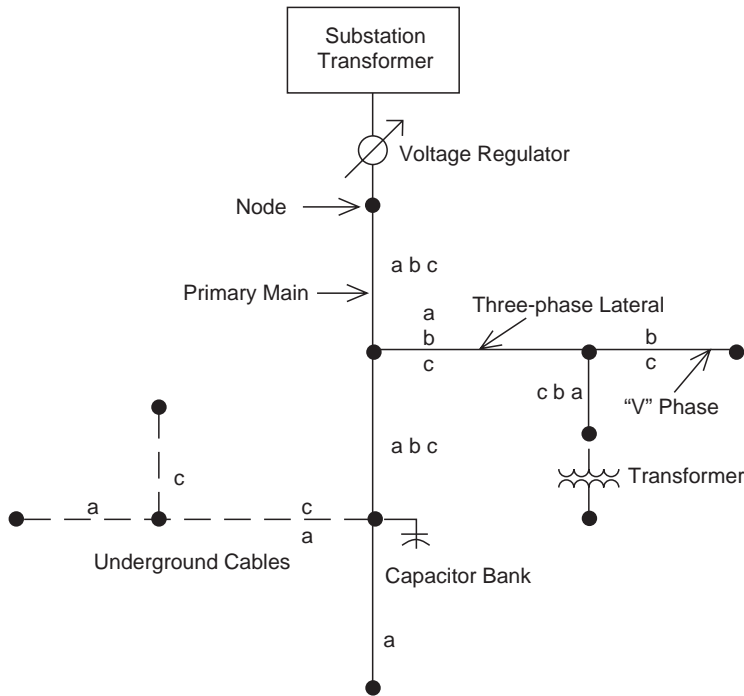 Substation
Transformer
Voltage Regulator
Node
a b c
Primary Main
Three-phase Lateral
a
b
c
b
c
c b a
“V” Phase
a b c
c
Transformer
a
c
a
Underground Cables
Capacitor Bank
a